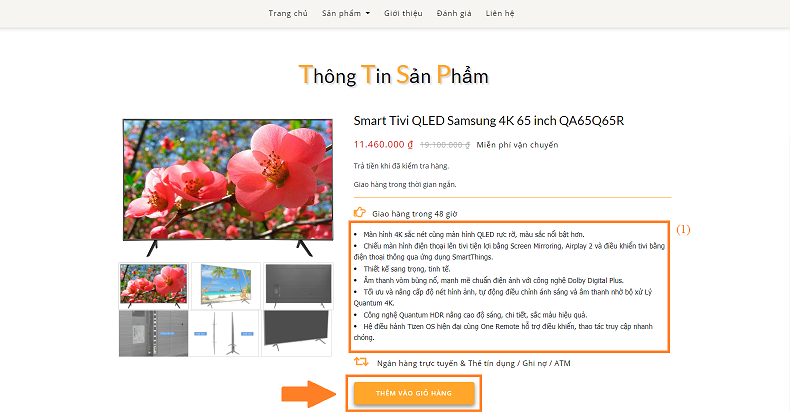 Trang chủ Sản phẩm Giới thiệu Đánh giá Liên hệ
Thông Tin Sản Phẩm
Smart Tivi QLED Samsung 4K 65 inch QA65Q65R
11.460.000 ₫ 19.100.000 ₫ Miễn phí vận chuyển
Trả tiền khi đã kiểm tra hàng.
Giao hàng trong thời gian ngắn.
Giao hàng trong 48 giờ
(1)
• Màn hình 4K sắc nét cùng màn hình QLED rực rỡ, màu sắc nổi bật hơn.
• Chiếu màn hình điện thoại lên tivi tiện lợi bằng Screen Mirroring, Airplay 2 và điều khiển tivi bằng
điện thoại thông qua ứng dụng SmartThings.
• Thiết kế sang trọng, tinh tế.
• Âm thanh vòm bùng nổ, mạnh mẽ chuẩn điện ảnh với công nghệ Dolby Digital Plus.
• Tối ưu và nâng cấp độ nét hình ảnh, tự động điều chỉnh ánh sáng và âm thanh nhờ bộ xử Lý
Quantum 4K.
• Công nghệ Quantum HDR nâng cao độ sáng, chi tiết, sắc màu hiệu quả.
• Hệ điều hành Tizen OS hiện đại cùng One Remote hỗ trợ điều khiển, thao tác truy cập nhanh
chóng.
Ngân hàng trực tuyến & Thẻ tín dụng / Ghi nợ / ATM
THÊM VÀO GIỎ HÀNG